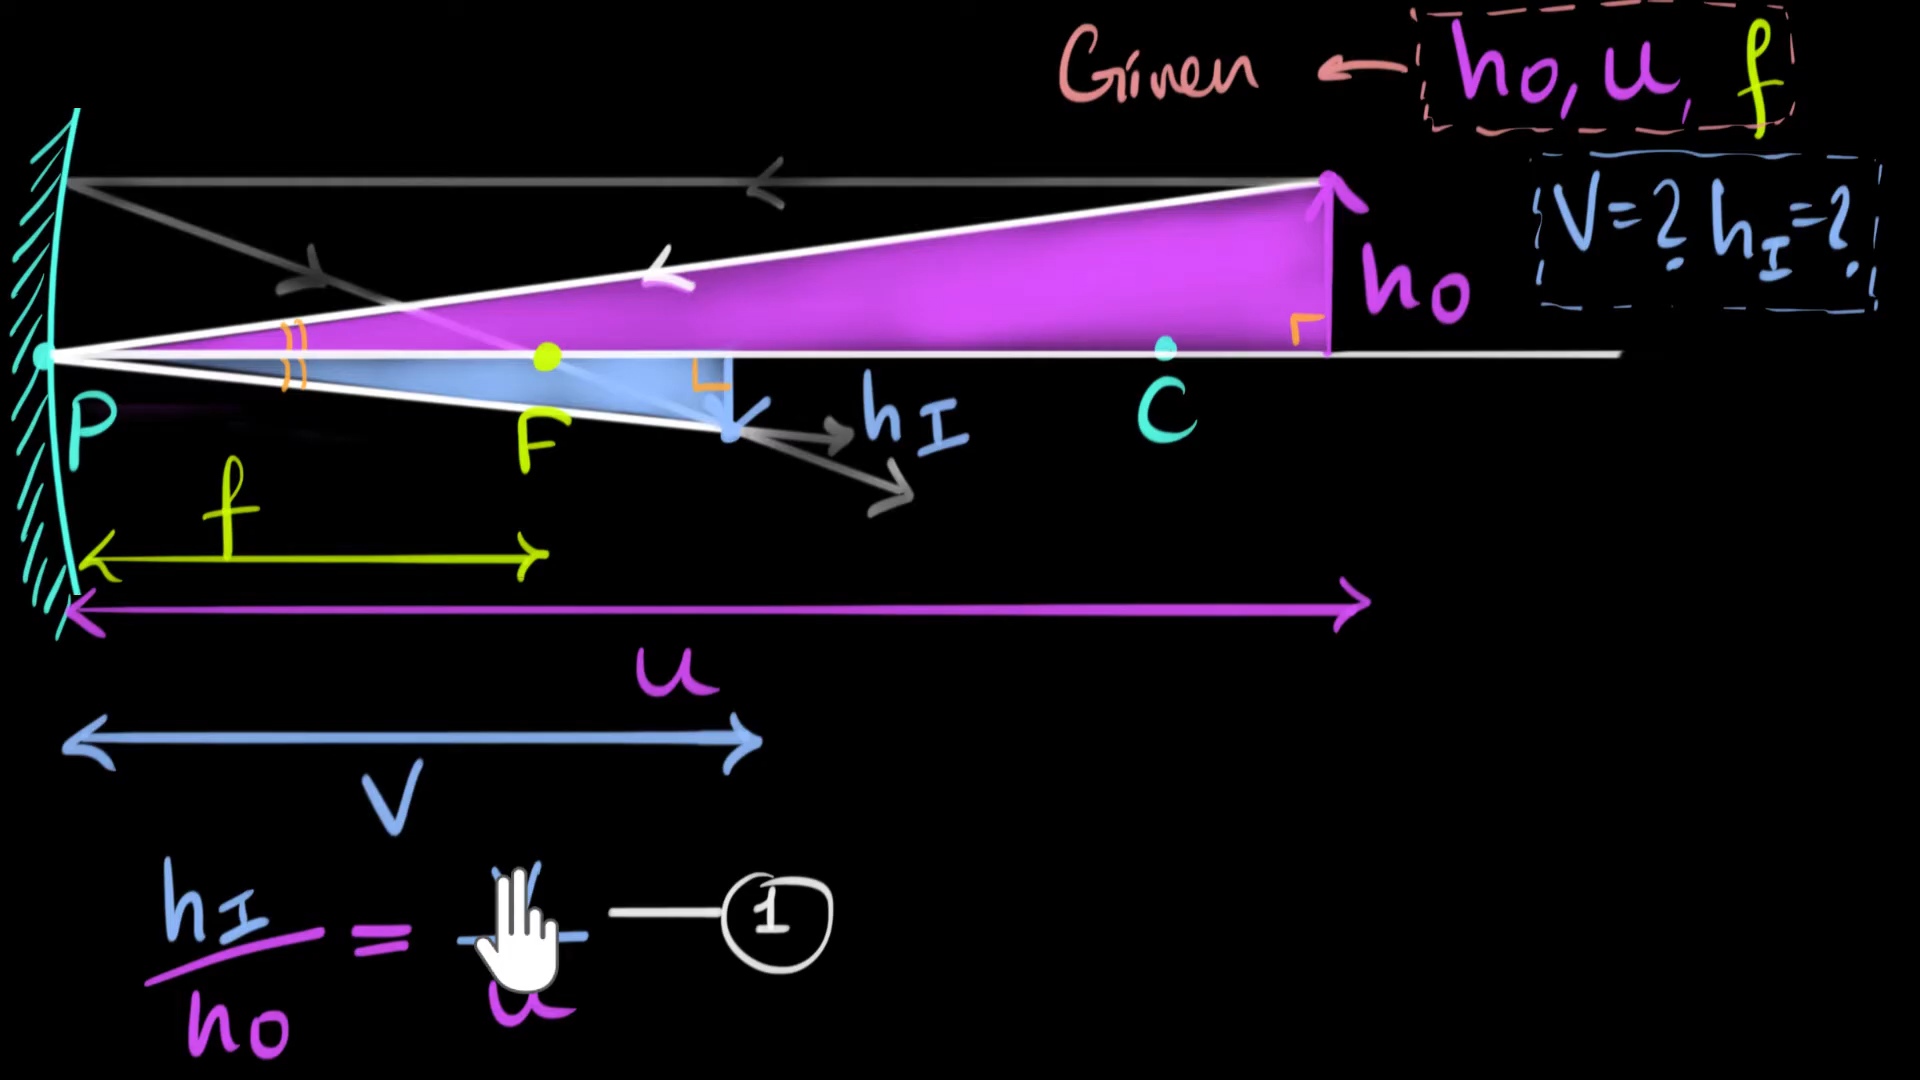 Given ← ho, u, f
V=? hI=?
ho
P
F
hI
C
f
u
V
hI/ho = V/u — 1